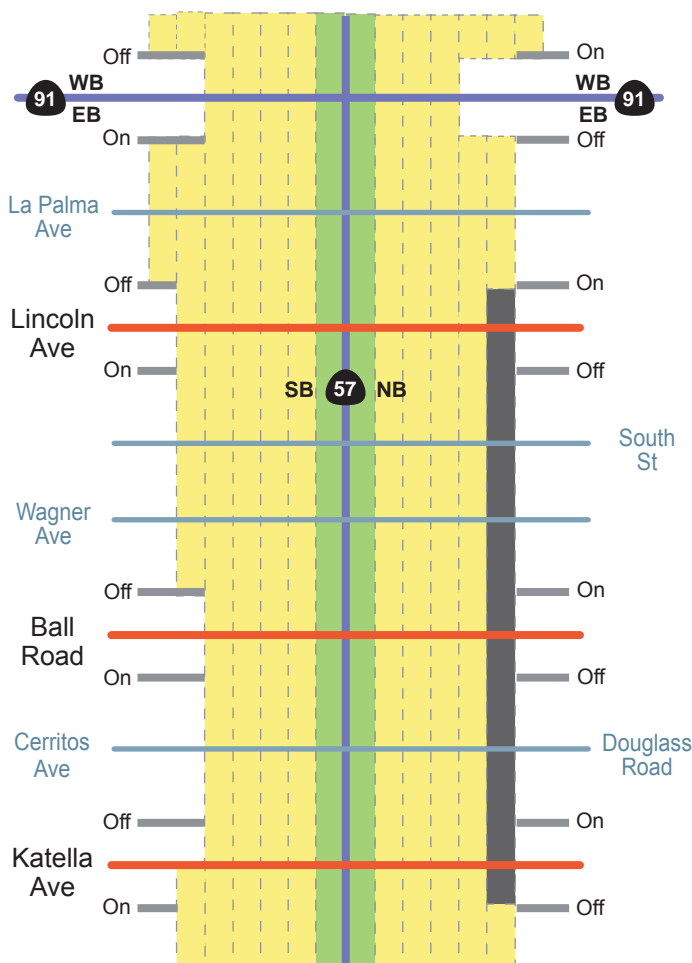 Off
On
91
WB
EB
WB
EB
91
On
Off
La Palma
Ave
Off
On
Lincoln
Ave
On
Off
SB
57
NB
South
St
Wagner
Ave
Off
On
Ball
Road
On
Off
Cerritos
Ave
Douglass
Road
Off
On
Katella
Ave
On
Off